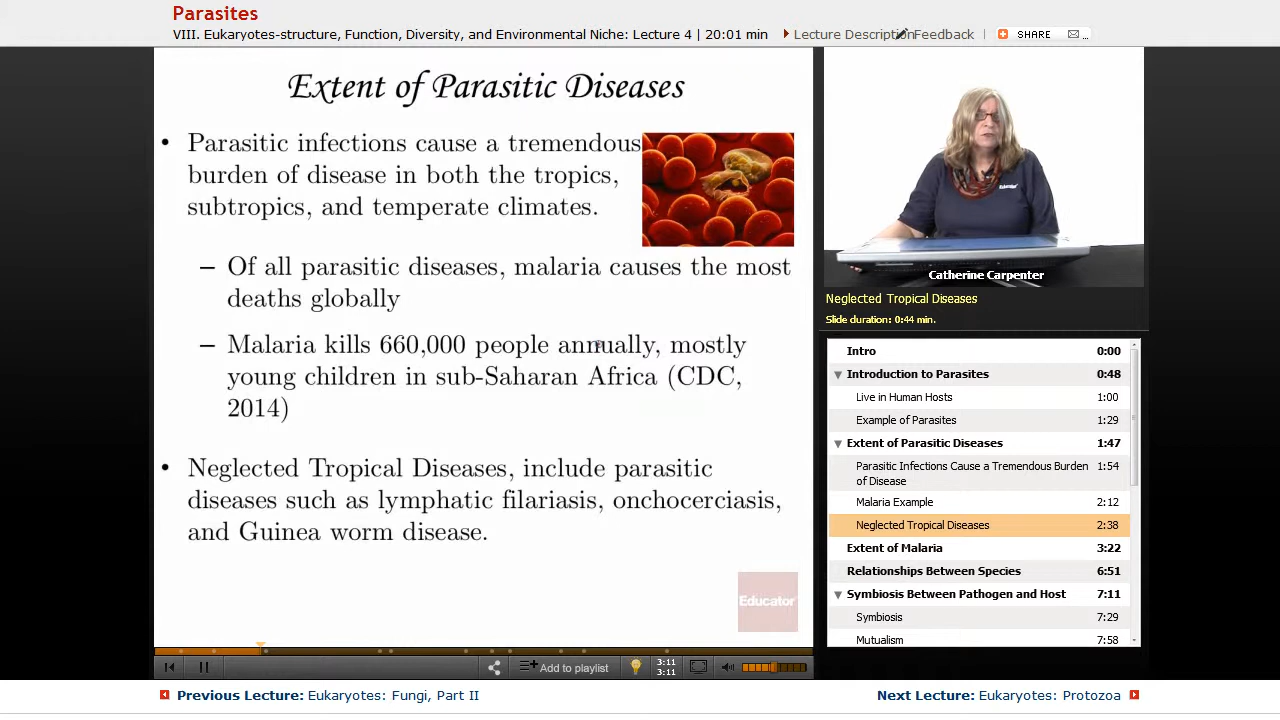 Parasites
VIII. Eukaryotes-structure, Function, Diversity, and Environmental Niche: Lecture 4 | 20:01 min
Lecture Description
Feedback
SHARE
Extent of Parasitic Diseases
• Parasitic infections cause a tremendous
burden of disease in both the tropics,
subtropics, and temperate climates.
– Of all parasitic diseases, malaria causes the most
deaths globally
– Malaria kills 660,000 people annually, mostly
young children in sub-Saharan Africa (CDC,
2014)
• Neglected Tropical Diseases, include parasitic
diseases such as lymphatic filariasis, onchocerciasis,
and Guinea worm disease.
Educator
Educator
Catherine Carpenter
Neglected Tropical Diseases
Slide duration: 0:44 min.
Intro 0:00
Introduction to Parasites 0:48
Live in Human Hosts 1:00
Example of Parasites 1:29
Extent of Parasitic Diseases 1:47
Parasitic Infections Cause a Tremendous Burden 1:54
of Disease
Malaria Example 2:12
Neglected Tropical Diseases 2:38
Extent of Malaria 3:22
Relationships Between Species 6:51
Symbiosis Between Pathogen and Host 7:11
Symbiosis 7:29
Mutualism 7:58
Add to playlist
3:11
3:11
Previous Lecture: Eukaryotes: Fungi, Part II
Next Lecture: Eukaryotes: Protozoa